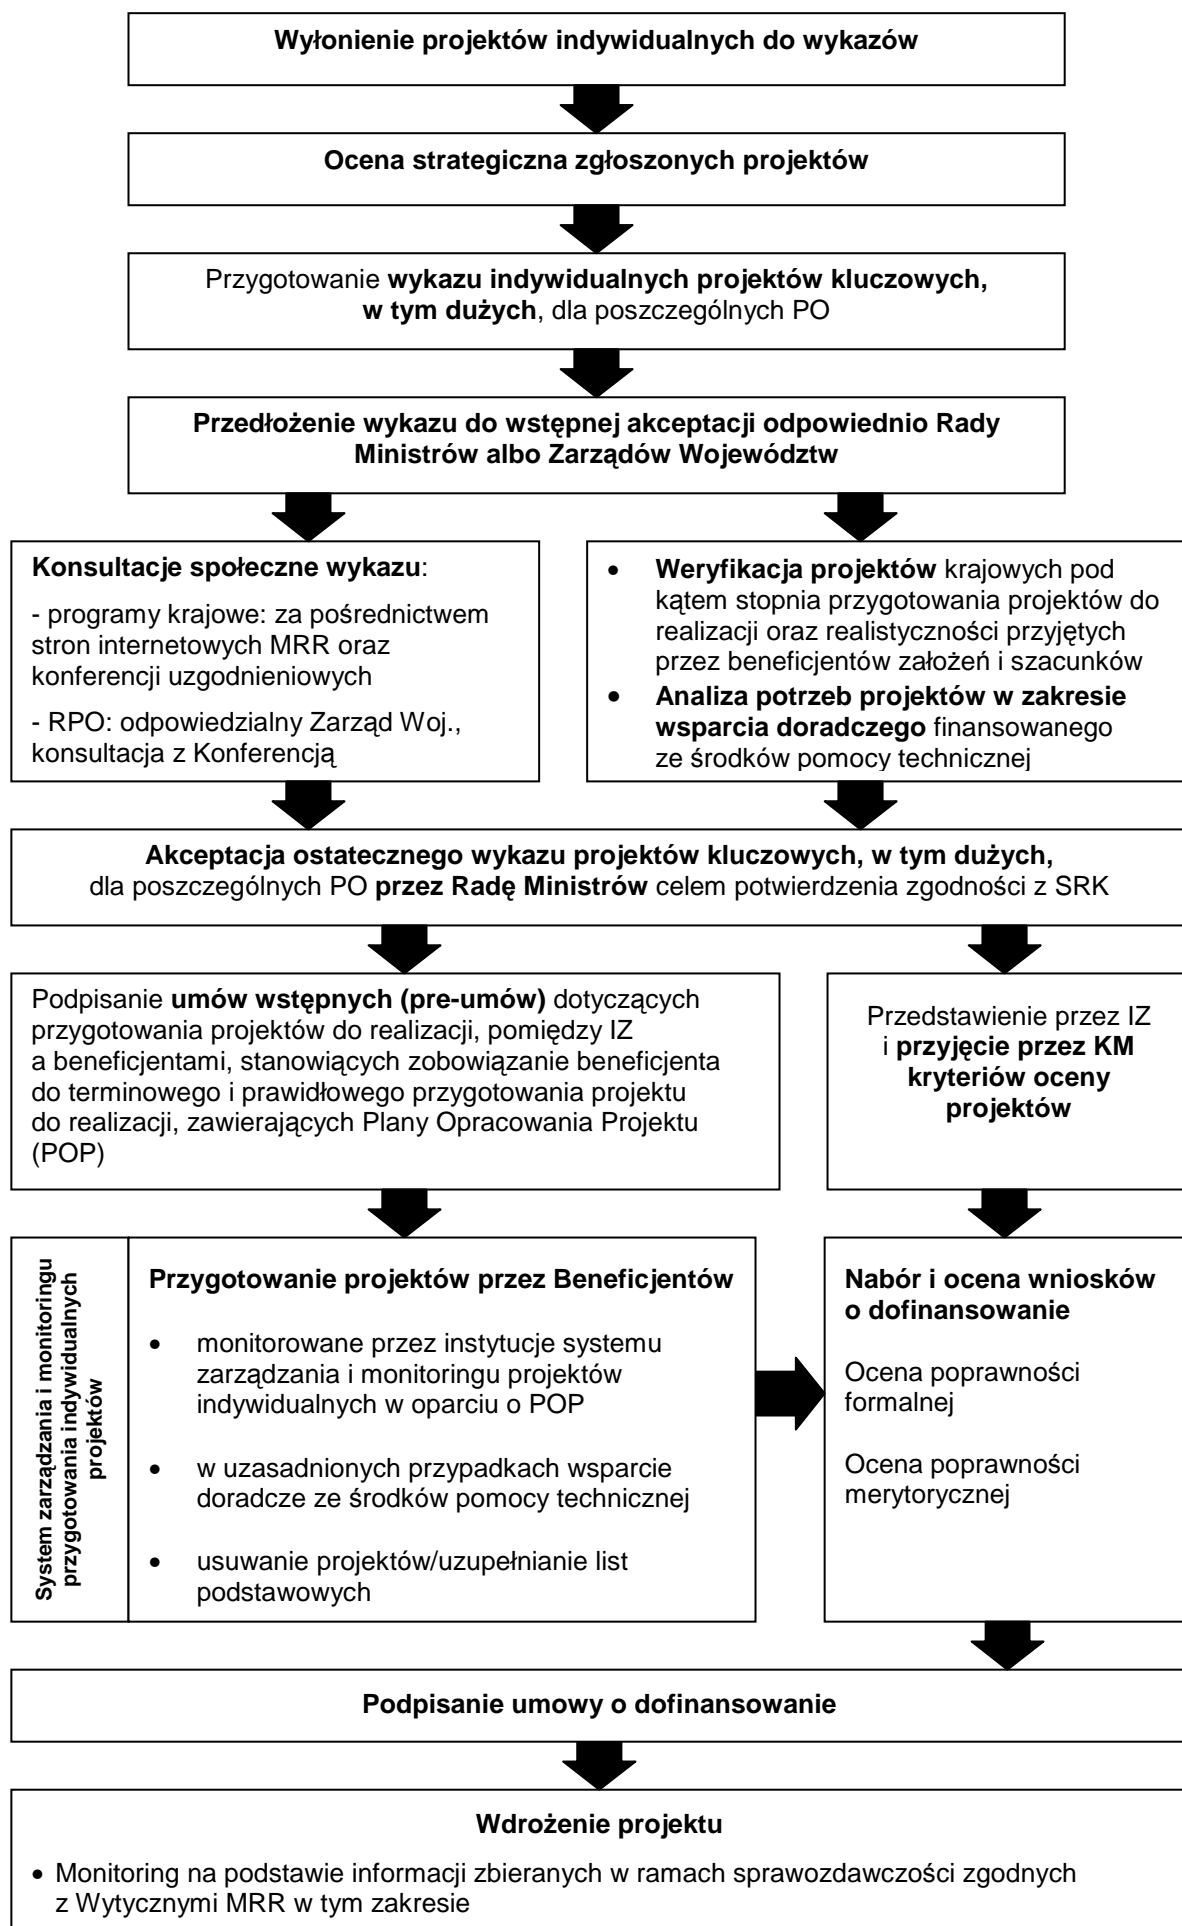 Wyłonienie projektów indywidualnych do wykazów
Ocena strategiczna zgłoszonych projektów
Przygotowanie wykazu indywidualnych projektów kluczowych,
w tym dużych, dla poszczególnych PO
Przedłożenie wykazu do wstępnej akceptacji odpowiednio Rady
Ministrów albo Zarządów Województw
Konsultacje społeczne wykazu:
- programy krajowe: za pośrednictwem
stron internetowych MRR oraz
konferencji uzgodnieniowych
- RPO: odpowiedzialny Zarząd Woj.,
konsultacja z Konferencją
• Weryfikacja projektów krajowych pod
kątem stopnia przygotowania projektów do
realizacji oraz realistyczności przyjętych
przez beneficjentów założeń i szacunków
• Analiza potrzeb projektów w zakresie
wsparcia doradczego finansowanego
ze środków pomocy technicznej
Akceptacja ostatecznego wykazu projektów kluczowych, w tym dużych,
dla poszczególnych PO przez Radę Ministrów celem potwierdzenia zgodności z SRK
Podpisanie umów wstępnych (pre-umów) dotyczących
przygotowania projektów do realizacji, pomiędzy IZ
a beneficjentami, stanowiących zobowiązanie beneficjenta
do terminowego i prawidłowego przygotowania projektu
do realizacji, zawierających Plany Opracowania Projektu
(POP)
Przedstawienie przez IZ
i przyjęcie przez KM
kryteriów oceny
projektów
System zarządzania i monitoringu
przygotowania indywidualnych
projektów
Przygotowanie projektów przez Beneficjentów
• monitorowane przez instytucje systemu
zarządzania i monitoringu projektów
indywidualnych w oparciu o POP
• w uzasadnionych przypadkach wsparcie
doradcze ze środków pomocy technicznej
• usuwanie projektów/uzupełnianie list
podstawowych
Nabór i ocena wniosków
o dofinansowanie
Ocena poprawności
formalnej
Ocena poprawności
merytorycznej
Podpisanie umowy o dofinansowanie
Wdrożenie projektu
• Monitoring na podstawie informacji zbieranych w ramach sprawozdawczości zgodnych
z Wytycznymi MRR w tym zakresie